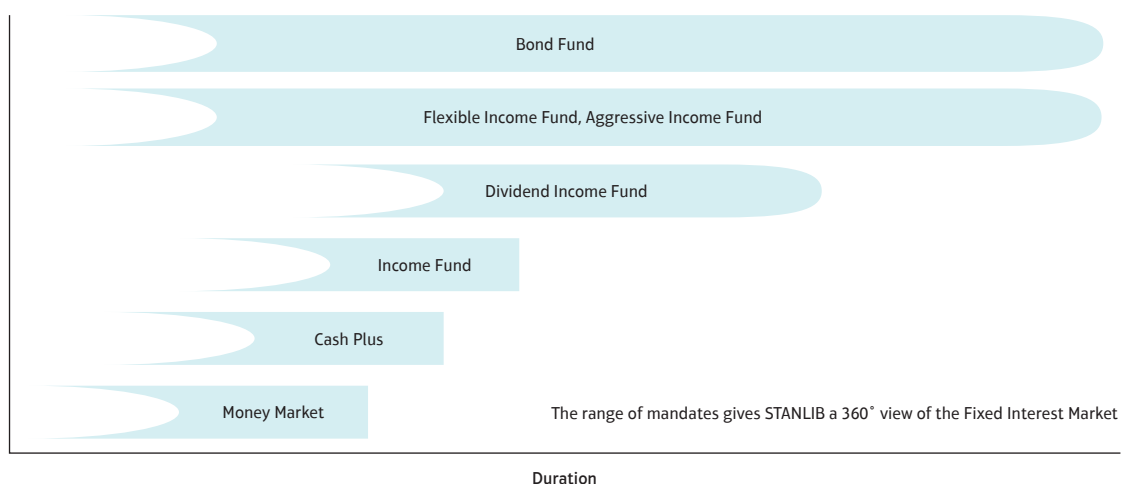 Bond Fund
Flexible Income Fund, Aggressive Income Fund
Dividend Income Fund
Income Fund
Cash Plus
Money Market
The range of mandates gives STANLIB a 360˚ view of the Fixed Interest Market
Duration